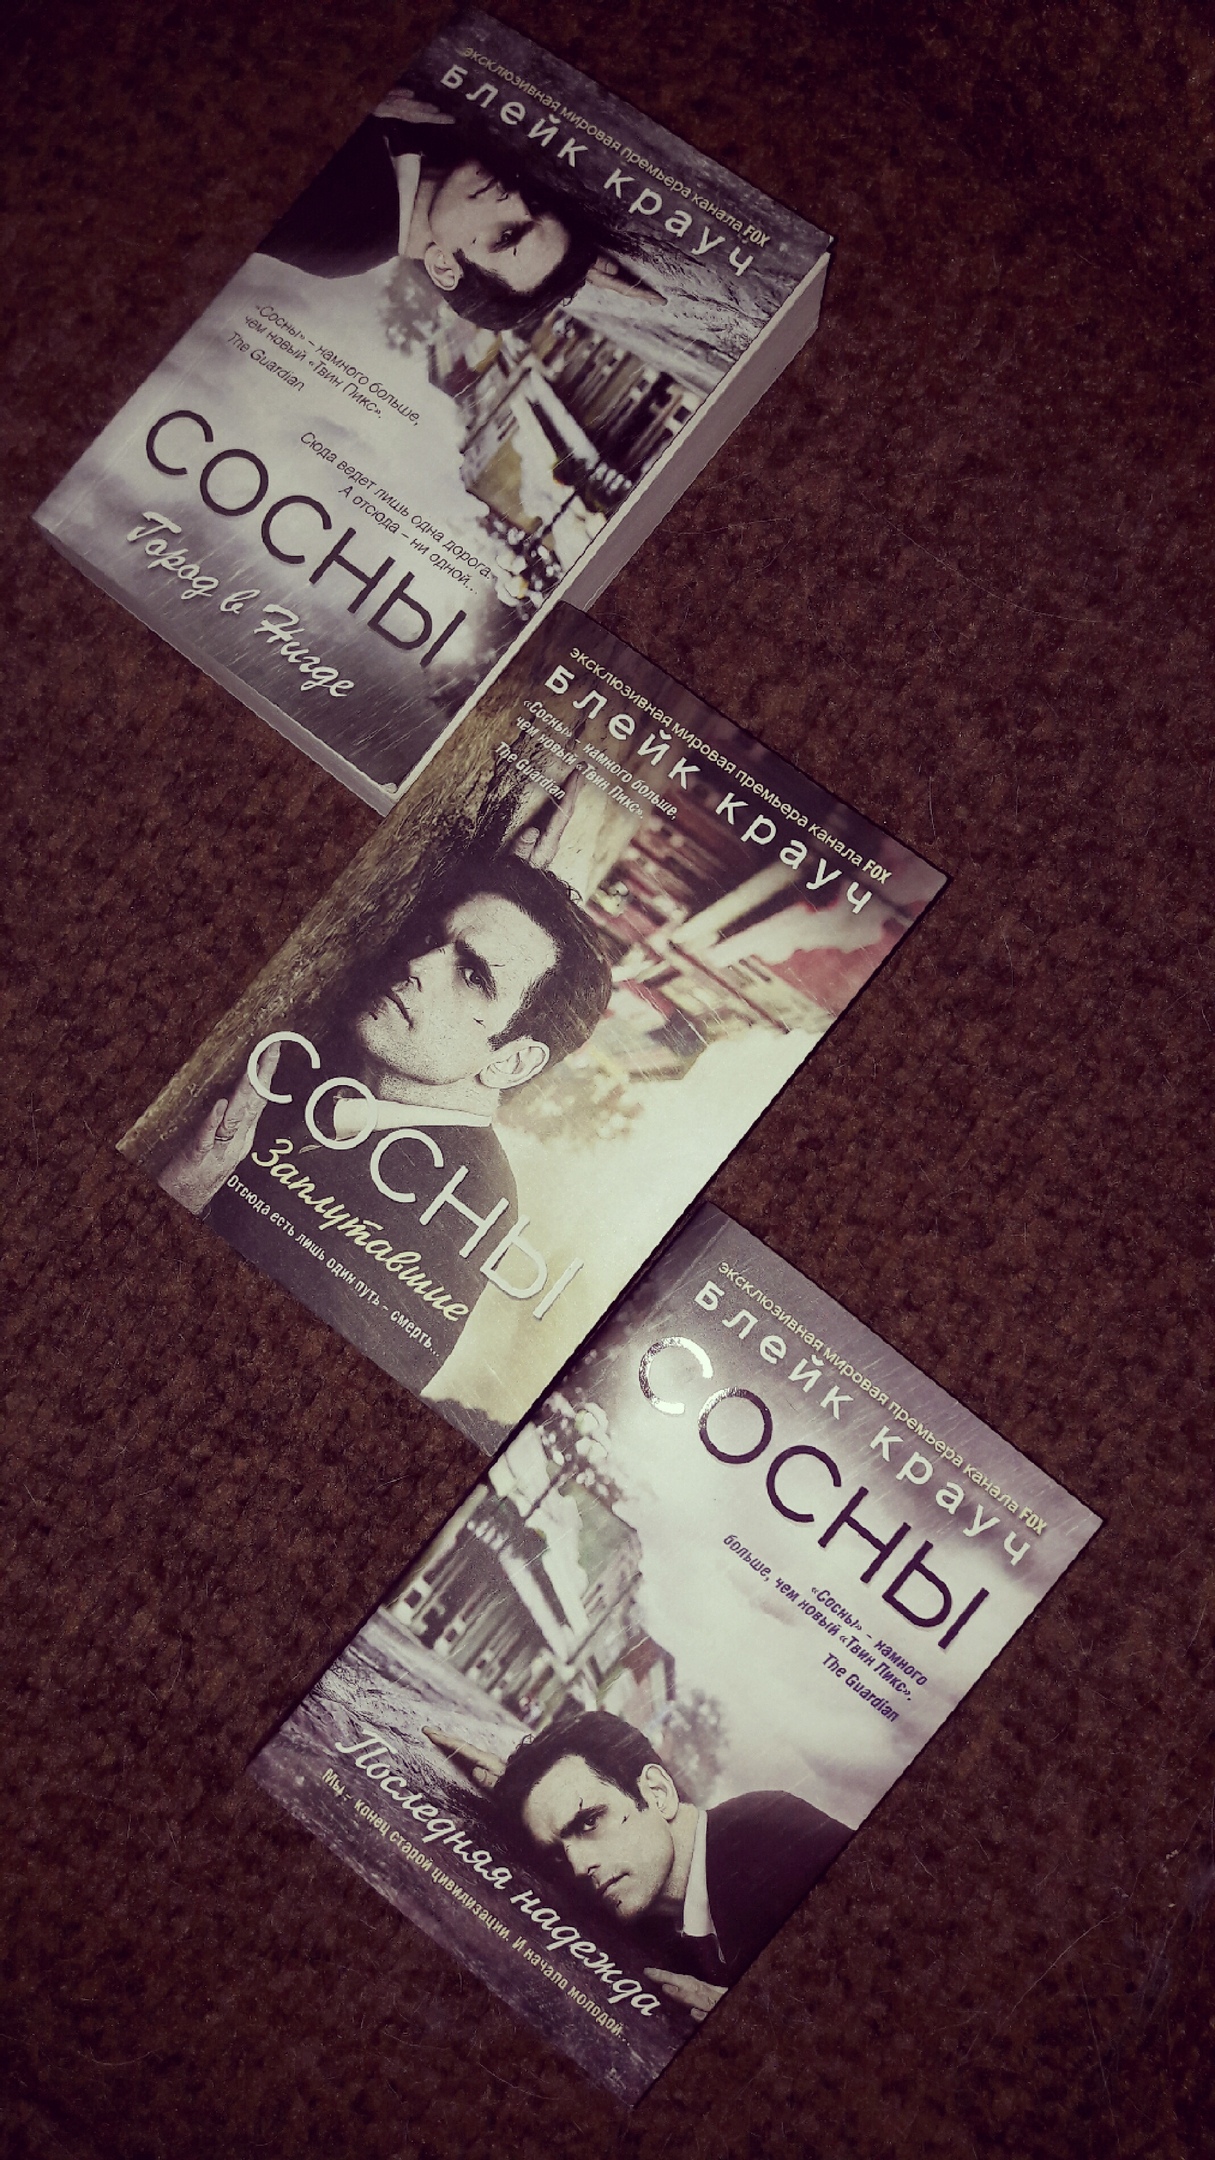 эксклюзивная мировая премьера канала FOX
Блейк Крауч
«Сосны» – намного больше,
чем новый «Твин Пикс».
The Guardian
Сюда ведет лишь одна дорога.
А отсюда – ни одной...
СОСНЫ
Город в Нигде
эксклюзивная мировая премьера канала FOX
Блейк Крауч
«Сосны» – намного больше,
чем новый «Твин Пикс».
The Guardian
СОСНЫ
Заплутавшие
Отсюда есть лишь один путь – смерть...
эксклюзивная мировая премьера канала FOX
Блейк Крауч
СОСНЫ
«Сосны» – намного
больше, чем новый «Твин Пикс».
The Guardian
Последняя надежда
Мы – конец старой цивилизации. И начало молодой...